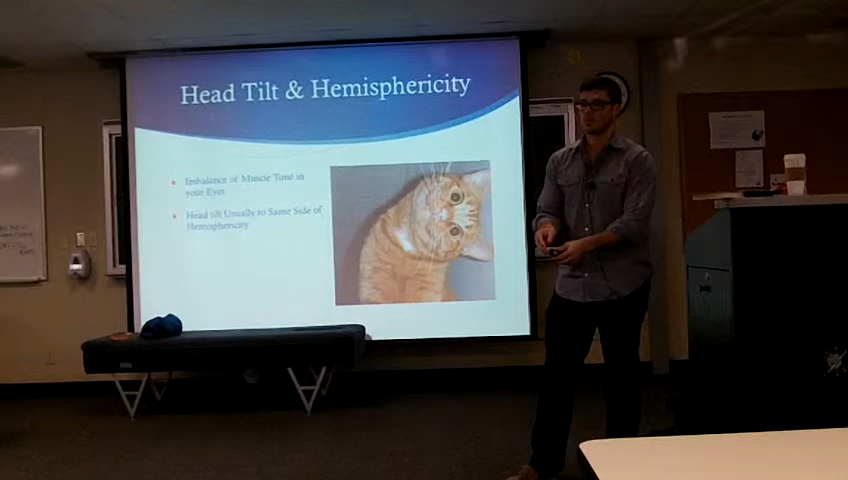 Head Tilt & Hemisphericity
Imbalance of Muscle Tone in
your Eyes
Head tilt Usually to Same Side of
Hemisphericity